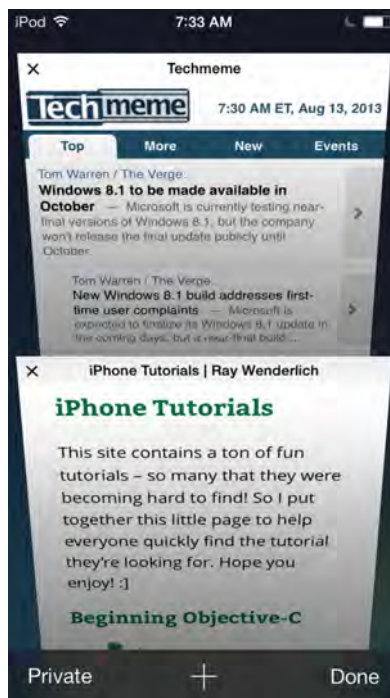 iPod 7:33 AM
× Techmeme
Techmeme 7:30 AM ET, Aug 13, 2013
Top More New Events
Tom Warren / The Verge:
Windows 8.1 to be made available in
October — Microsoft is currently testing near-
final versions of Windows 8.1, but the company
won't release the final update publicly until
October.
Tom Warren / The Verge:
New Windows 8.1 build addresses first-
time user complaints — Microsoft is
expected to finalize its Windows 8.1 update in
the coming days, but a near-final build ...
× iPhone Tutorials | Ray Wenderlich
iPhone Tutorials
This site contains a ton of fun
tutorials – so many that they were
becoming hard to find! So I put
together this little page to help
everyone quickly find the tutorial
they're looking for. Hope you
enjoy! :]
Beginning Objective-C
Private + Done